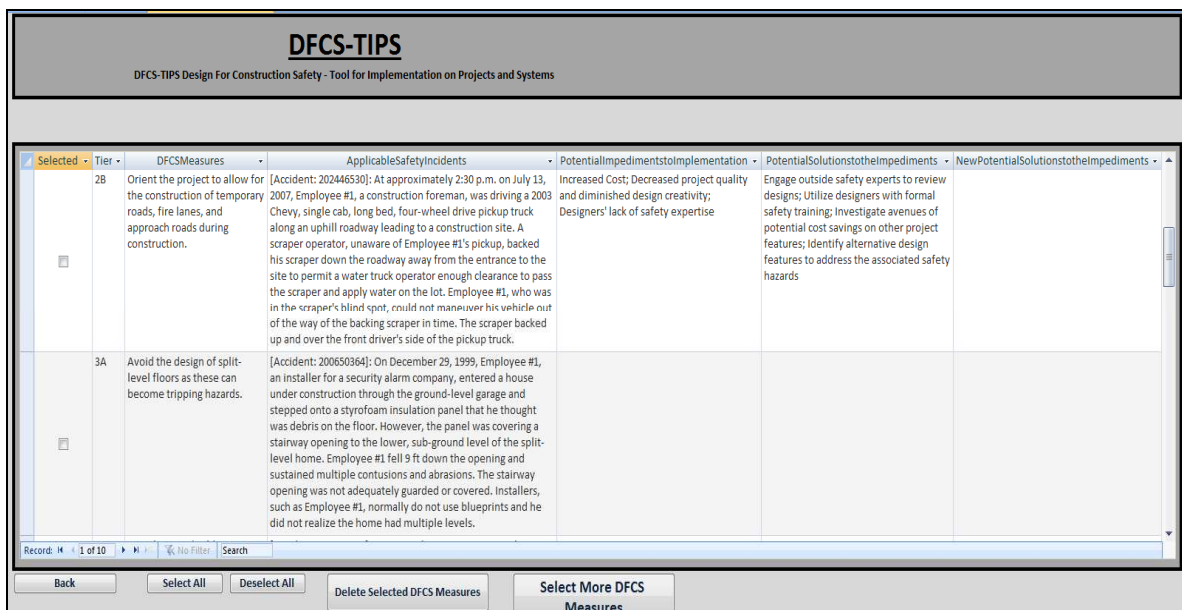 DFCS-TIPS
DFCS-TIPS Design For Construction Safety - Tool for Implementation on Projects and Systems
Selected Tier DFCSMeasures ApplicableSafetyIncidents PotentialImpedimentstoImplementation PotentialSolutionstotheImpediments NewPotentialSolutionstotheImpediments
2B
Orient the project to allow for
the construction of temporary
roads, fire lanes, and
approach roads during
construction.
[Accident: 202446530]: At approximately 2:30 p.m. on July 13,
2007, Employee #1, a construction foreman, was driving a 2003
Chevy, single cab, long bed, four-wheel drive pickup truck
along an uphill roadway leading to a construction site. A
scraper operator, unaware of Employee #1's pickup, backed
his scraper down the roadway away from the entrance to the
site to permit a water truck operator enough clearance to pass
the scraper and apply water on the lot. Employee #1, who was
in the scraper's blind spot, could not maneuver his vehicle out
of the way of the backing scraper in time. The scraper backed
up and over the front driver's side of the pickup truck.
Increased Cost; Decreased project quality
and diminished design creativity;
Designers' lack of safety expertise
Engage outside safety experts to review
designs; Utilize designers with formal
safety training; Investigate avenues of
potential cost savings on other project
features; Identify alternative design
features to address the associated safety
hazards
3A
Avoid the design of split-
level floors as these can
become tripping hazards.
[Accident: 200650364]: On December 29, 1999, Employee #1,
an installer for a security alarm company, entered a house
under construction through the ground-level garage and
stepped onto a styrofoam insulation panel that he thought
was debris on the floor. However, the panel was covering a
stairway opening to the lower, sub-ground level of the split-
level home. Employee #1 fell 9 ft down the opening and
sustained multiple contusions and abrasions. The stairway
opening was not adequately guarded or covered. Installers,
such as Employee #1, normally do not use blueprints and he
did not realize the home had multiple levels.
Record: 1 of 10 No Filter Search
Back Select All Deselect All Delete Selected DFCS Measures Select More DFCS
Measures